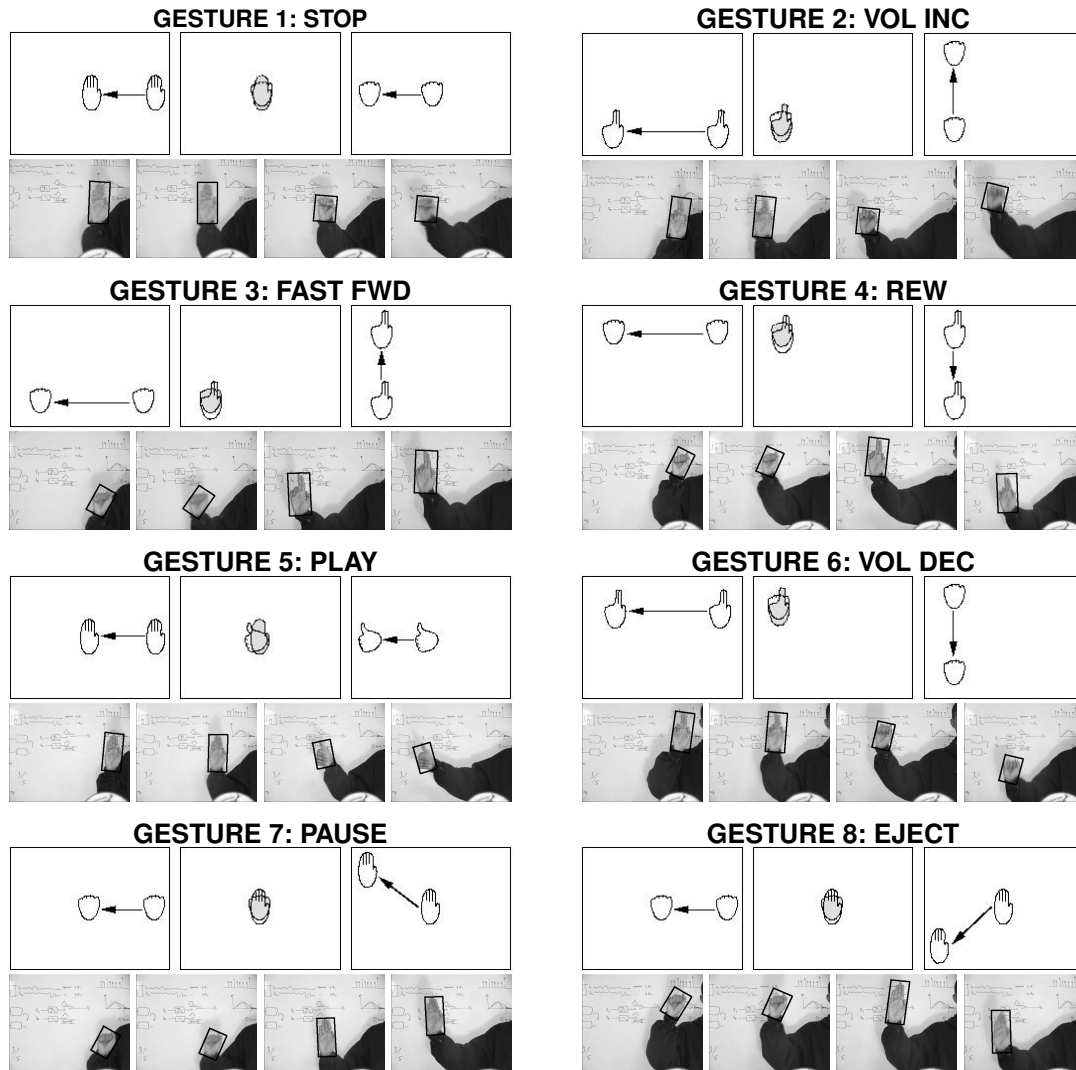 GESTURE 1: STOP
GESTURE 2: VOL INC
GESTURE 3: FAST FWD
GESTURE 4: REW
GESTURE 5: PLAY
GESTURE 6: VOL DEC
GESTURE 7: PAUSE
GESTURE 8: EJECT